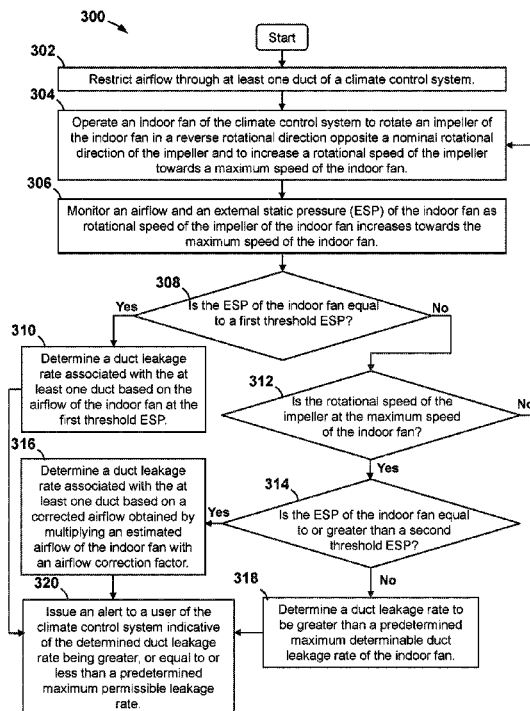 300
Start
302
Restrict airflow through at least one duct of a climate control system.
304
Operate an indoor fan of the climate control system to rotate an impeller of
the indoor fan in a reverse rotational direction opposite a nominal rotational
direction of the impeller and to increase a rotational speed of the impeller
towards a maximum speed of the indoor fan.
306
Monitor an airflow and an external static pressure (ESP) of the indoor fan as
rotational speed of the impeller of the indoor fan increases towards the
maximum speed of the indoor fan.
308
Is the ESP of the indoor fan equal
to a first threshold ESP?
Yes
No
310
Determine a duct leakage
rate associated with the at
least one duct based on the
airflow of the indoor fan at the
first threshold ESP.
312
Is the rotational speed of the
impeller at the maximum speed
of the indoor fan?
No
Yes
314
Is the ESP of the indoor fan equal
to or greater than a second
threshold ESP?
Yes
No
316
Determine a duct leakage
rate associated with the at
least one duct based on a
corrected airflow obtained by
multiplying an estimated
airflow of the indoor fan with
an airflow correction factor.
318
Determine a duct leakage rate to
be greater than a predetermined
maximum determinable duct
leakage rate of the indoor fan.
320
Issue an alert to a user of the
climate control system indicative
of the determined duct leakage
rate being greater, or equal to or
less than a predetermined
maximum permissible leakage
rate.